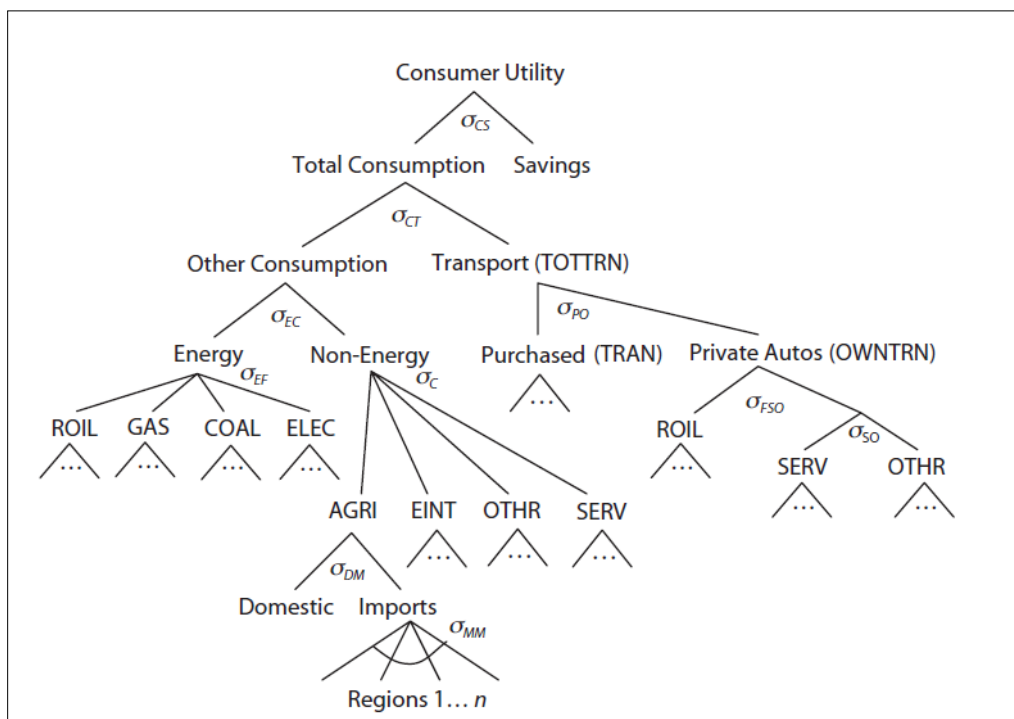 Consumer Utility
σCS
Total Consumption Savings
σCT
Other Consumption Transport (TOTTRN)
σEC σPO
Energy Non-Energy Purchased (TRAN) Private Autos (OWNTRN)
σEF σC ... σFSO
ROIL GAS COAL ELEC ROIL σSO
... ... ... ... ... SERV OTHR
... ...
AGRI EINT OTHR SERV
σDM ... ... ...
Domestic Imports
σMM
Regions 1... n